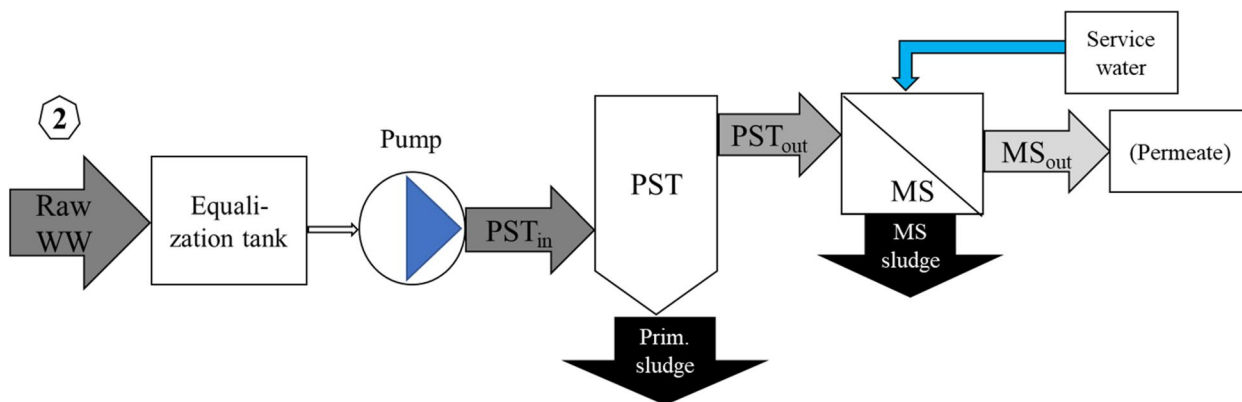 2
Raw
WW
Equali-
zation tank
Pump
PSTin
PST
Prim.
sludge
PSTout
MS
MS
sludge
Service
water
MSout
(Permeate)